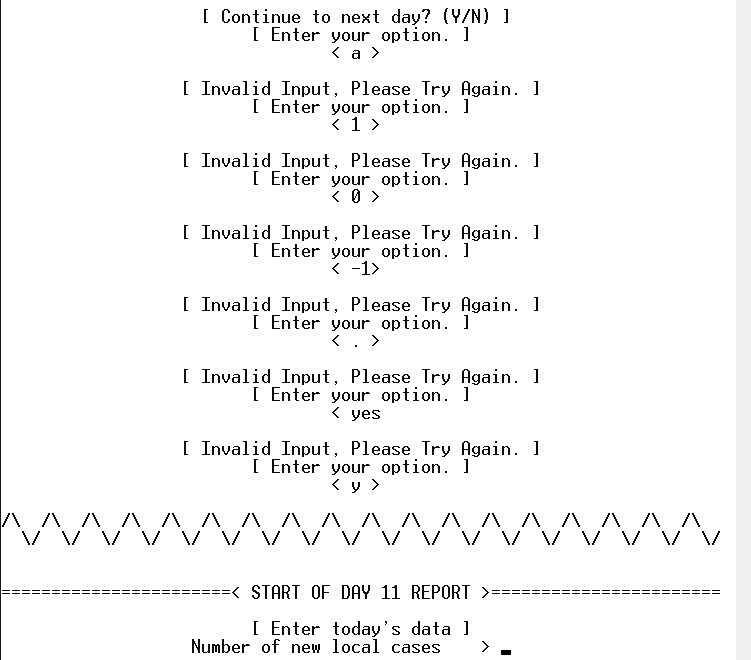 [ Continue to next day? (Y/N) ]
[ Enter your option. ]
< a >
[ Invalid Input, Please Try Again. ]
[ Enter your option. ]
< 1 >
[ Invalid Input, Please Try Again. ]
[ Enter your option. ]
< 0 >
[ Invalid Input, Please Try Again. ]
[ Enter your option. ]
< -1>
[ Invalid Input, Please Try Again. ]
[ Enter your option. ]
< . >
[ Invalid Input, Please Try Again. ]
[ Enter your option. ]
< yes
[ Invalid Input, Please Try Again. ]
[ Enter your option. ]
< y >
/\  /\  /\  /\  /\  /\  /\  /\  /\  /\  /\  /\  /\  /\  /\  /\  /\  /\
  \/  \/  \/  \/  \/  \/  \/  \/  \/  \/  \/  \/  \/  \/  \/  \/  \/  \/
=======================< START OF DAY 11 REPORT >=======================
[ Enter today's data ]
Number of new local cases    >